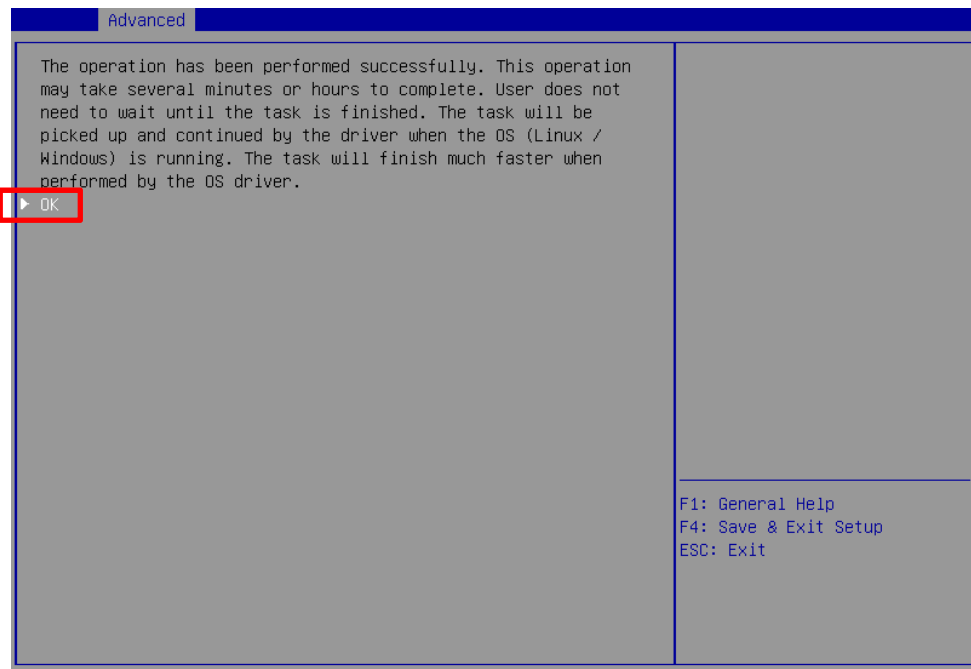 Advanced
The operation has been performed successfully. This operation
may take several minutes or hours to complete. User does not
need to wait until the task is finished. The task will be
picked up and continued by the driver when the OS (Linux /
Windows) is running. The task will finish much faster when
performed by the OS driver.
OK
F1: General Help
F4: Save & Exit Setup
ESC: Exit